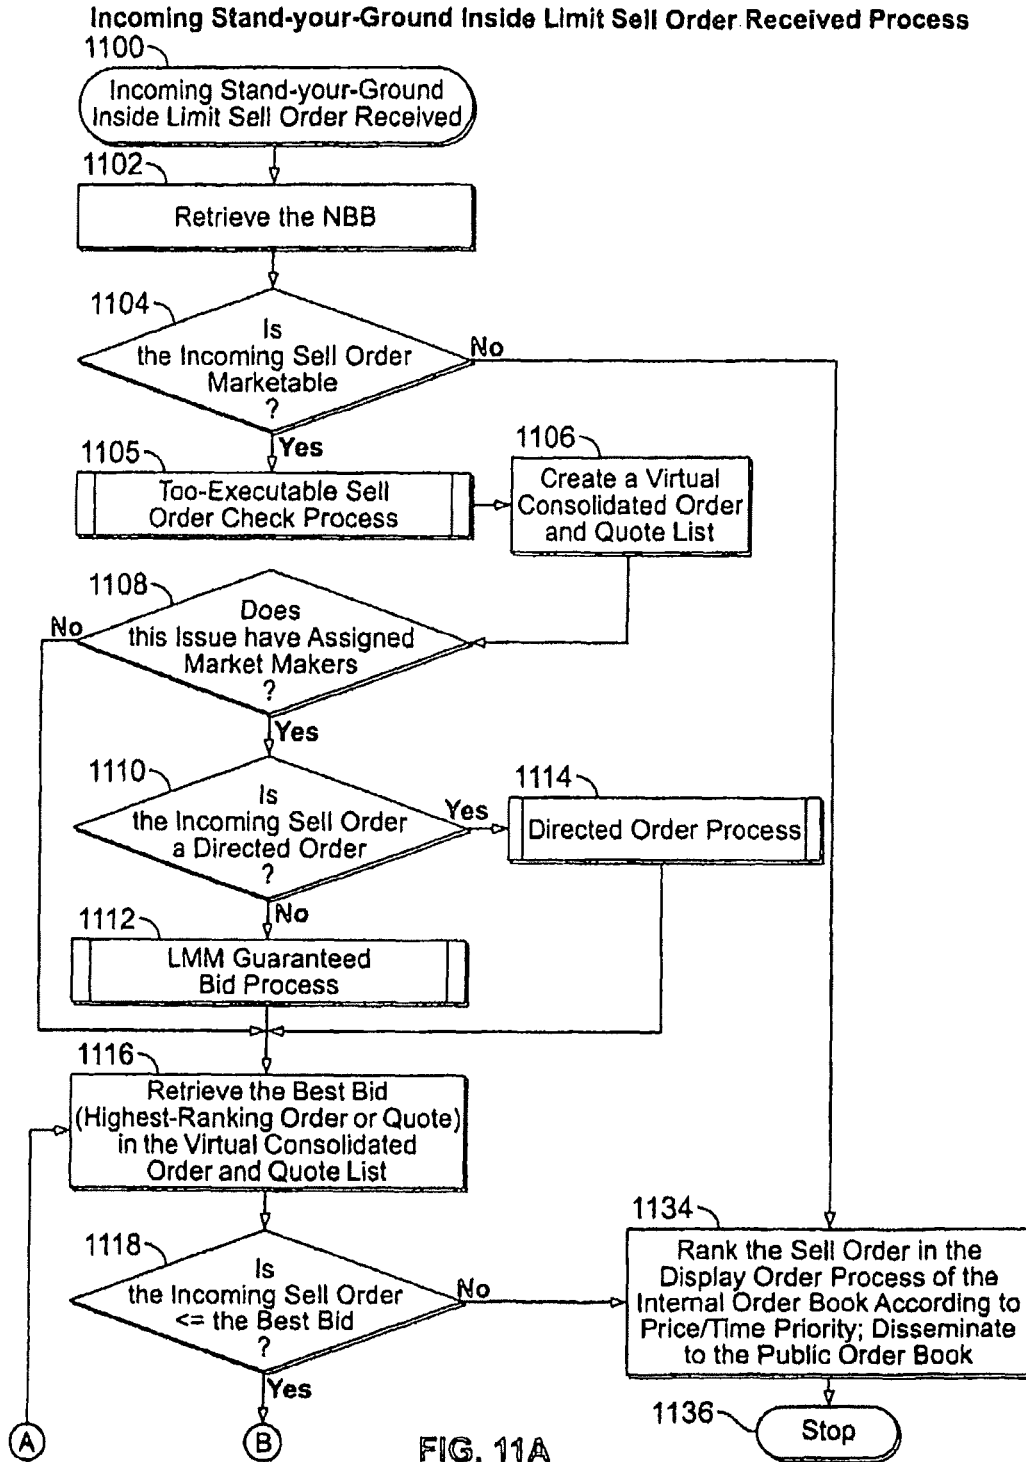 Incoming Stand-your-Ground Inside Limit Sell Order Received Process
1100
Incoming Stand-your-Ground
Inside Limit Sell Order Received
1102
Retrieve the NBB
1104
Is
the Incoming Sell Order
Marketable
?
No
Yes
1105
Too-Executable Sell
Order Check Process
1106
Create a Virtual
Consolidated Order
and Quote List
1108
Does
this Issue have Assigned
Market Makers
?
No
Yes
1110
Is
the Incoming Sell Order
a Directed Order
?
Yes
1114
Directed Order Process
No
1112
LMM Guaranteed
Bid Process
1116
Retrieve the Best Bid
(Highest-Ranking Order or Quote)
in the Virtual Consolidated
Order and Quote List
1118
Is
the Incoming Sell Order
<= the Best Bid
?
No
Yes
1134
Rank the Sell Order in the
Display Order Process of the
Internal Order Book According to
Price/Time Priority; Disseminate
to the Public Order Book
1136
Stop
A
B
FIG. 11A